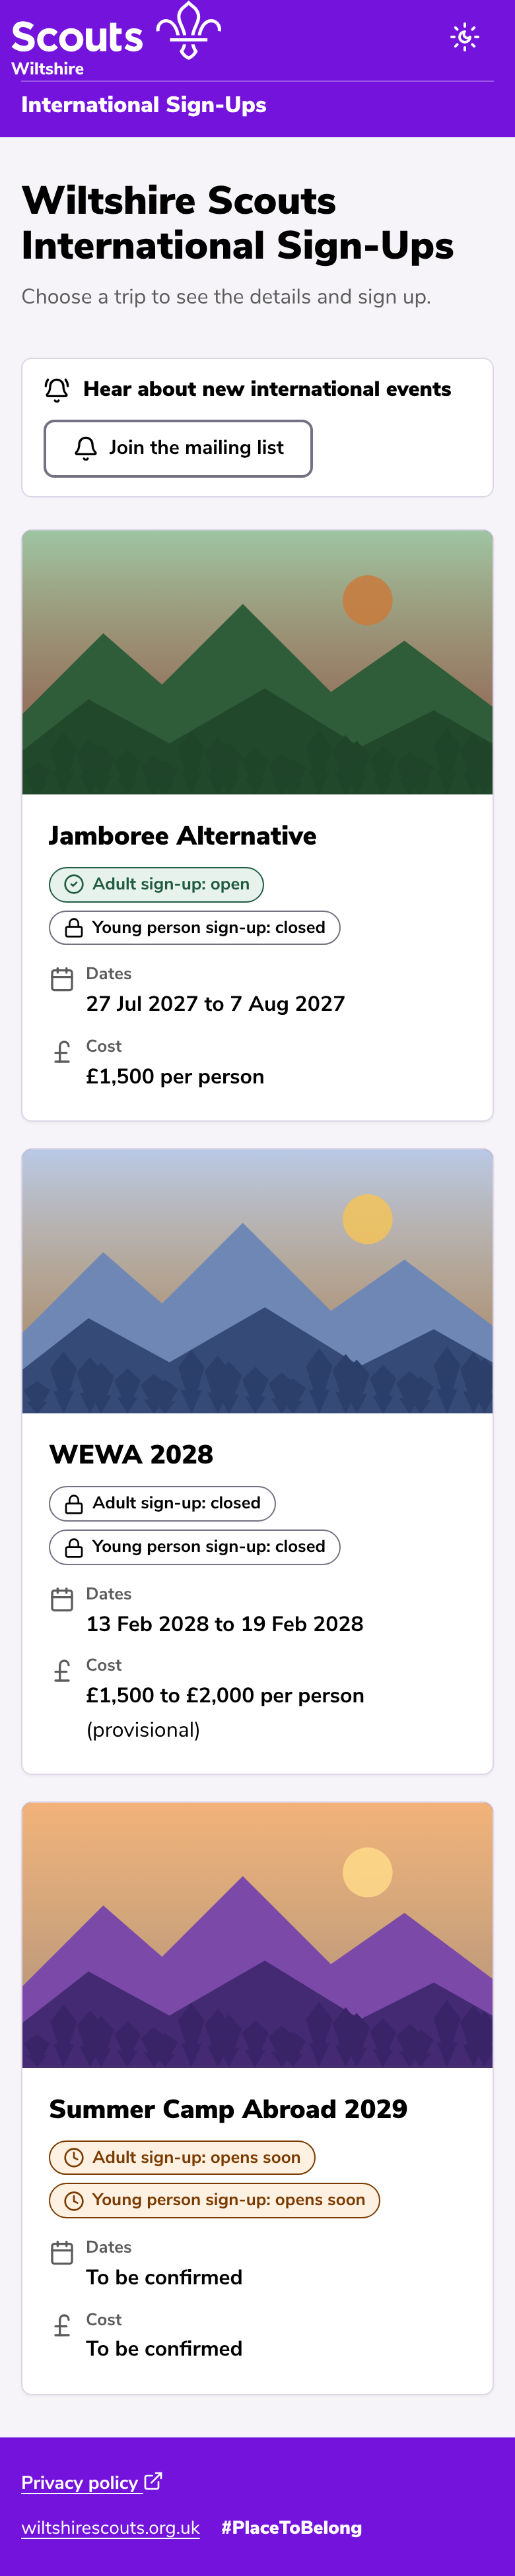 Scouts
Wiltshire
International Sign-Ups
Wiltshire Scouts
International Sign-Ups
Choose a trip to see the details and sign up.
Hear about new international events
Join the mailing list
Jamboree Alternative
Adult sign-up: open
Young person sign-up: closed
Dates
27 Jul 2027 to 7 Aug 2027
£
Cost
£1,500 per person
WEWA 2028
Adult sign-up: closed
Young person sign-up: closed
Dates
13 Feb 2028 to 19 Feb 2028
£
Cost
£1,500 to £2,000 per person
(provisional)
Summer Camp Abroad 2029
Adult sign-up: opens soon
Young person sign-up: opens soon
Dates
To be confirmed
£
Cost
To be confirmed
Privacy policy
wiltshirescouts.org.uk #PlaceToBelong